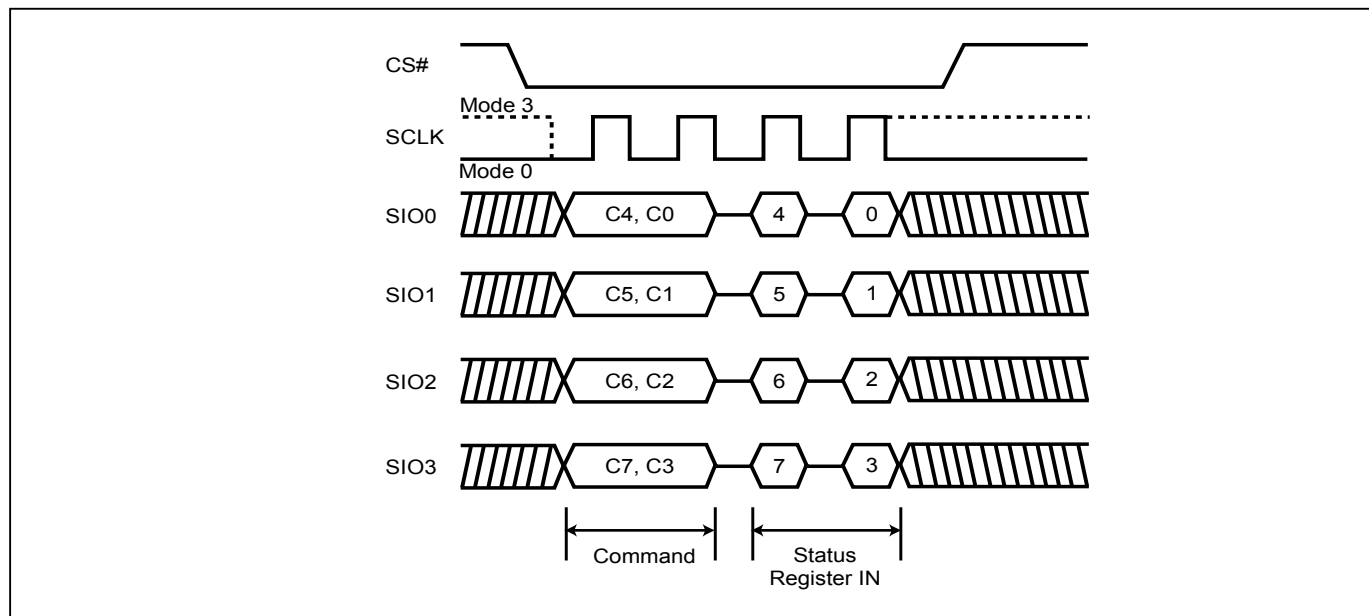 CS#
Mode 3
SCLK
Mode 0
SIO0
C4, C0
4
0
SIO1
C5, C1
5
1
SIO2
C6, C2
6
2
SIO3
C7, C3
7
3
Command
Status
Register IN